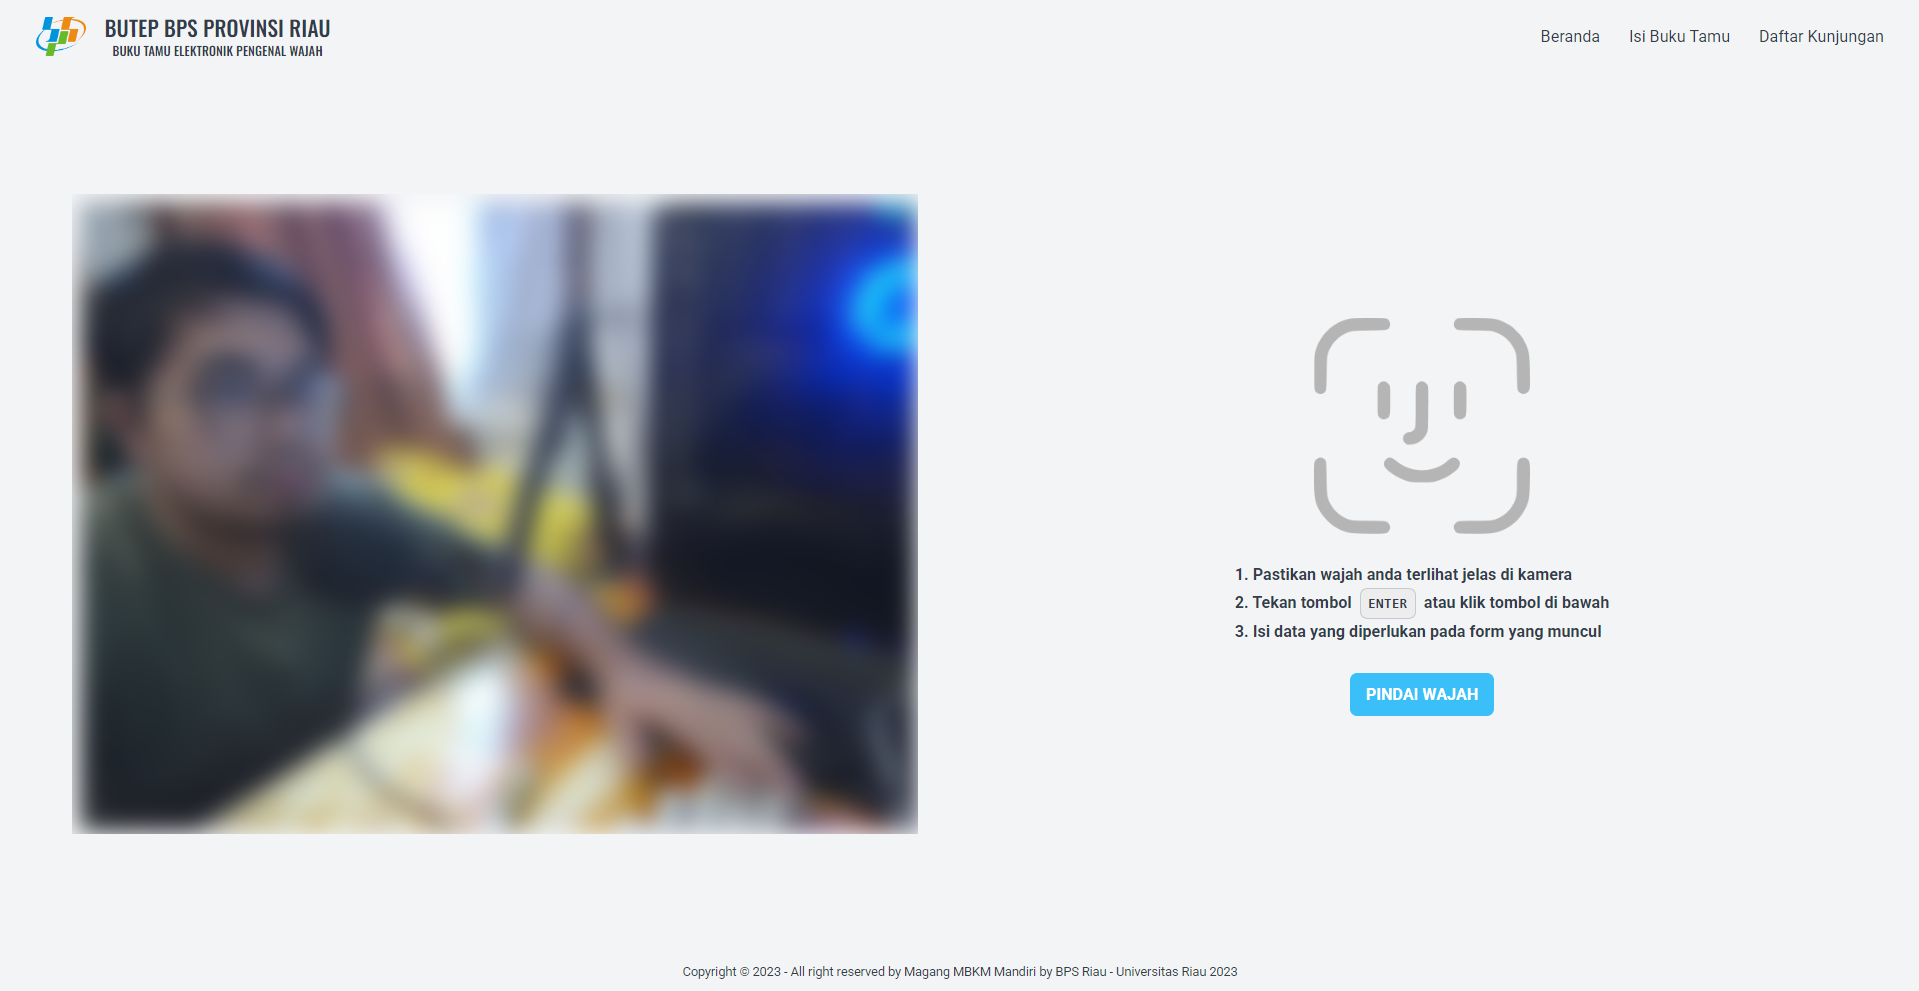 BUTEP BPS PROVINSI RIAU
BUKU TAMU ELEKTRONIK PENGENAL WAJAH
Beranda
Isi Buku Tamu
Daftar Kunjungan
1. Pastikan wajah anda terlihat jelas di kamera
2. Tekan tombol ENTER atau klik tombol di bawah
3. Isi data yang diperlukan pada form yang muncul
PINDAI WAJAH
Copyright © 2023 - All right reserved by Magang MBKM Mandiri by BPS Riau - Universitas Riau 2023